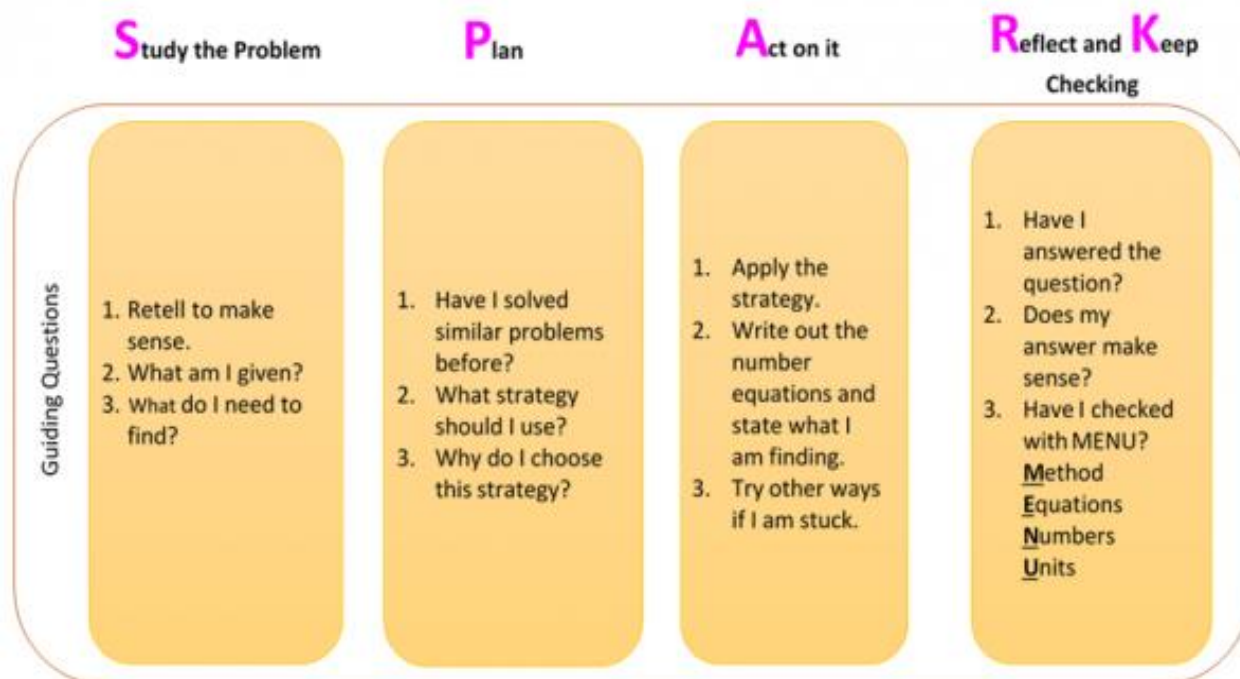 Study the Problem
Plan
Act on it
Reflect and Keep
Checking
Guiding Questions
1. Retell to make
sense.
2. What am I given?
3. What do I need to
find?
1. Have I solved
similar problems
before?
2. What strategy
should I use?
3. Why do I choose
this strategy?
1. Apply the
strategy.
2. Write out the
number
equations and
state what I
am finding.
3. Try other ways
if I am stuck.
1. Have I
answered the
question?
2. Does my
answer make
sense?
3. Have I checked
with MENU?
Method
Equations
Numbers
Units